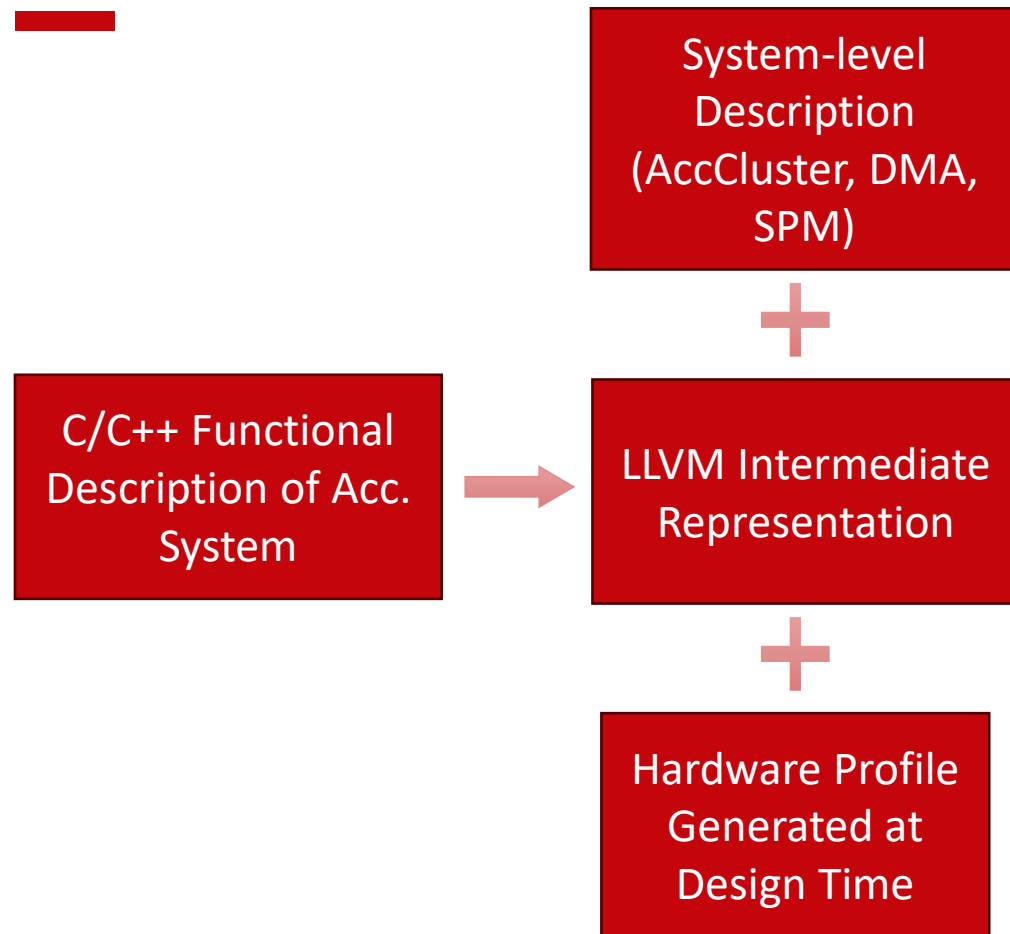 System-level
Description
(AccCluster, DMA,
SPM)
C/C++ Functional
Description of Acc.
System
LLVM Intermediate
Representation
Hardware Profile
Generated at
Design Time